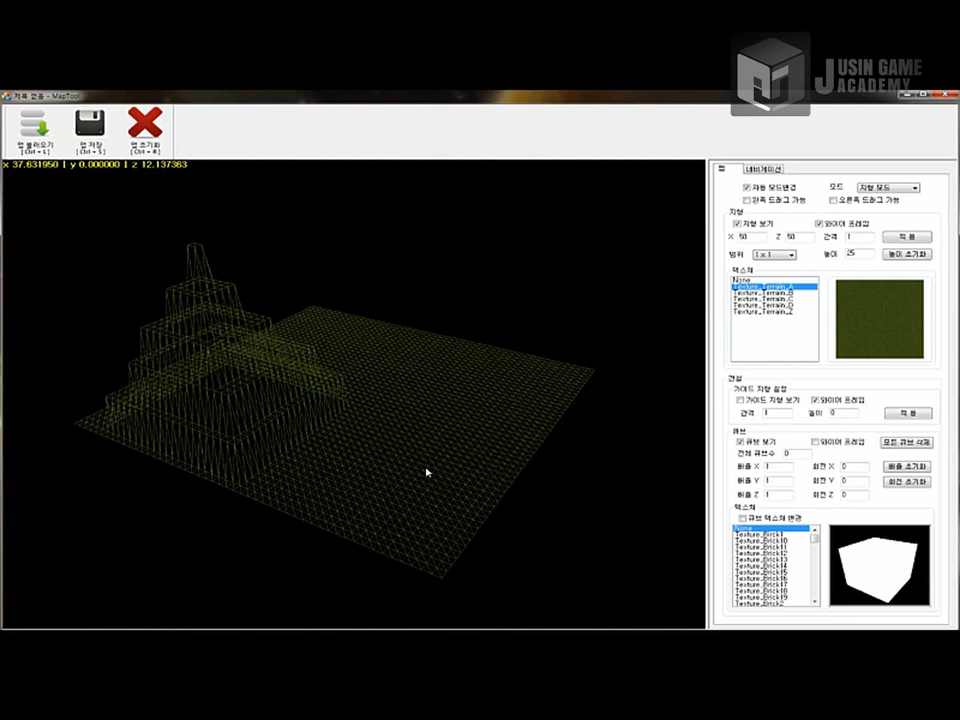 JUSIN GAME
ACADEMY
제목 없음 - MapTool
맵 불러오기
[Ctrl + L]
맵 저장
[Ctrl + S]
맵 초기화
[Ctrl + R]
x 37.631950 | y 0.000000 | z 12.137363
맵
네비게이션
자동 모드변경
모드
지형 모드
왼쪽 드래그 가능
오른쪽 드래그 가능
지형
지형 보기
와이어 프레임
X 50
Z 50
간격 1
적 용
범위
1 x 1
높이 25
높이 초기화
텍스쳐
None
Texture_Terrain_A
Texture_Terrain_B
Texture_Terrain_C
Texture_Terrain_D
Texture_Terrain_Z
건설
가이드 지형 설정
가이드 지형 보기
와이어 프레임
간격 1
높이 0
적 용
큐브
큐브 보기
와이어 프레임
모든 큐브 삭제
전체 큐브수 0
배율 X 1
회전 X 0
배율 초기화
배율 Y 1
회전 Y 0
회전 초기화
배율 Z 1
회전 Z 0
텍스쳐
큐브 텍스쳐 변경
None
Texture_Brick1
Texture_Brick10
Texture_Brick11
Texture_Brick12
Texture_Brick13
Texture_Brick14
Texture_Brick15
Texture_Brick16
Texture_Brick17
Texture_Brick18
Texture_Brick19
Texture_Brick2